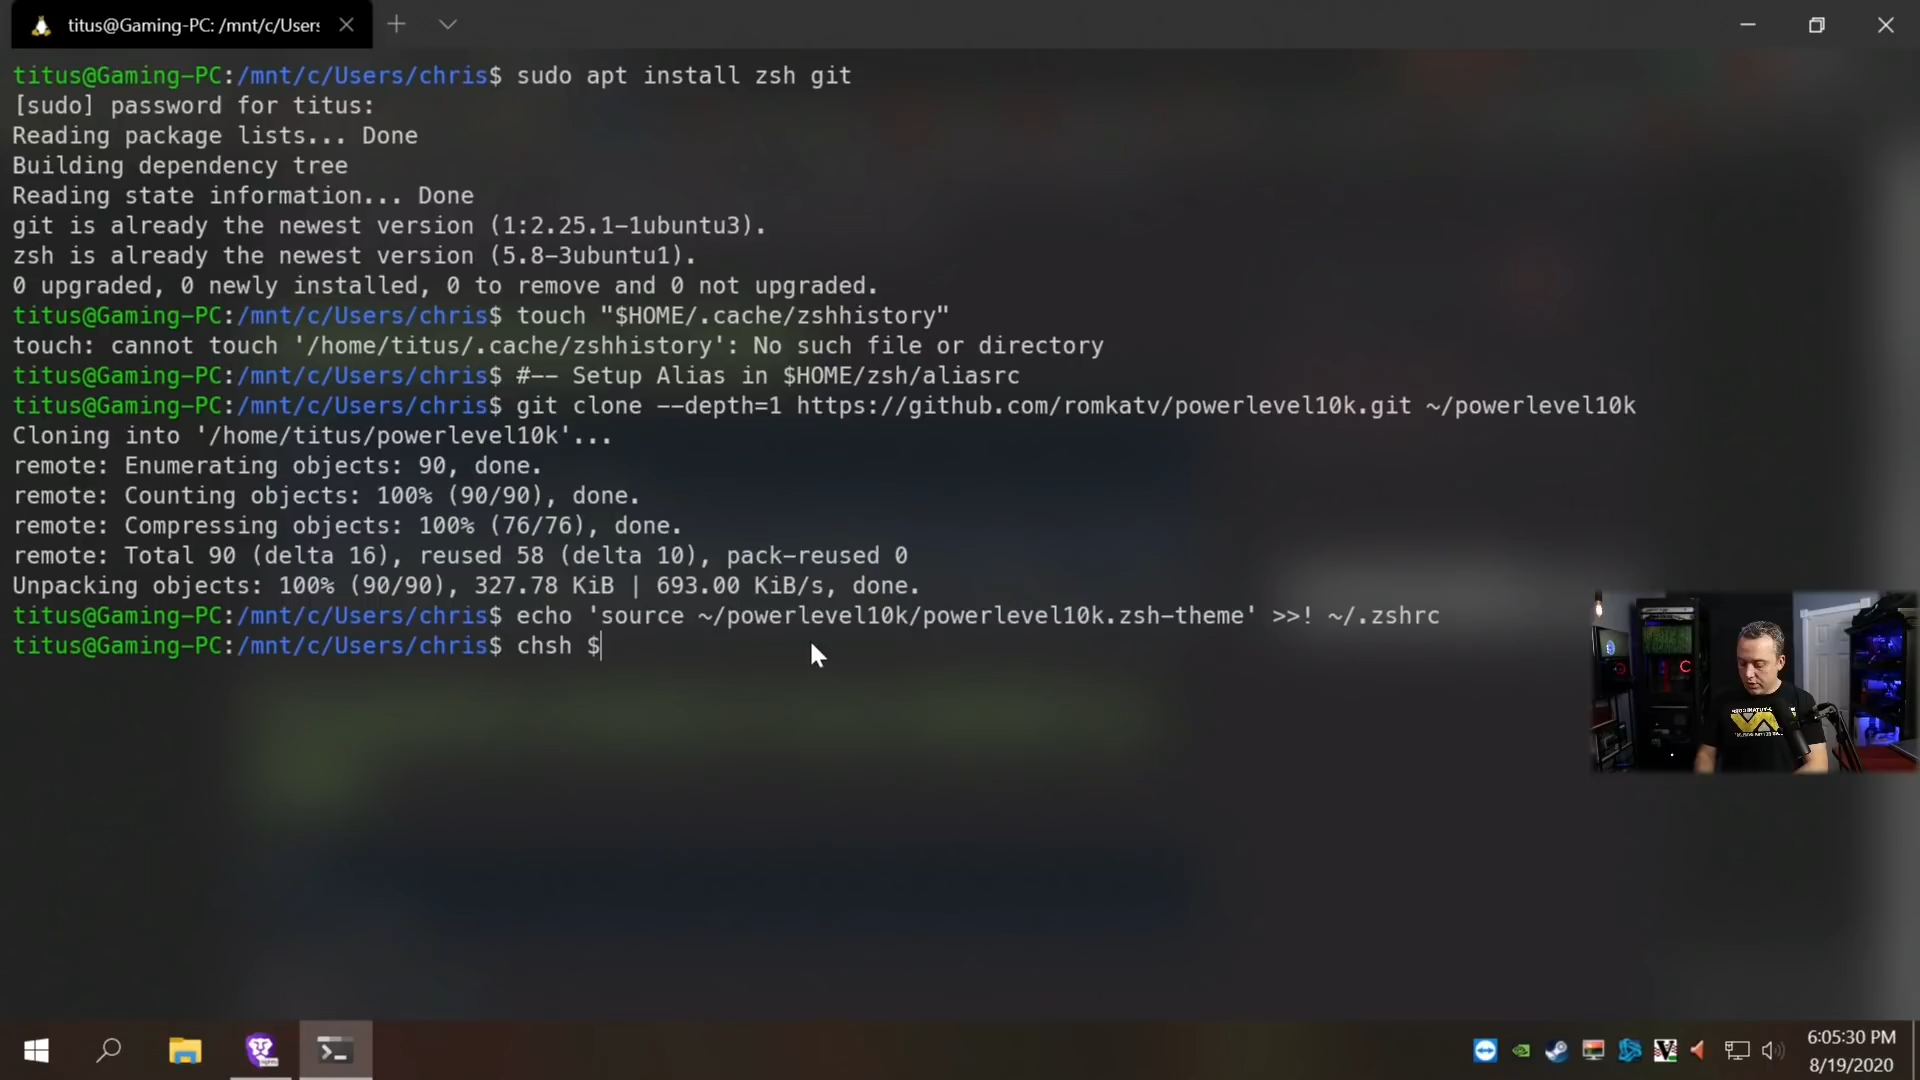 titus@Gaming-PC: /mnt/c/Users
titus@Gaming-PC:/mnt/c/Users/chris$ sudo apt install zsh git
[sudo] password for titus:
Reading package lists... Done
Building dependency tree
Reading state information... Done
git is already the newest version (1:2.25.1-1ubuntu3).
zsh is already the newest version (5.8-3ubuntu1).
0 upgraded, 0 newly installed, 0 to remove and 0 not upgraded.
titus@Gaming-PC:/mnt/c/Users/chris$ touch "$HOME/.cache/zshhistory"
touch: cannot touch '/home/titus/.cache/zshhistory': No such file or directory
titus@Gaming-PC:/mnt/c/Users/chris$ #-- Setup Alias in $HOME/zsh/aliasrc
titus@Gaming-PC:/mnt/c/Users/chris$ git clone --depth=1 https://github.com/romkatv/powerlevel10k.git ~/powerlevel10k
Cloning into '/home/titus/powerlevel10k'...
remote: Enumerating objects: 90, done.
remote: Counting objects: 100% (90/90), done.
remote: Compressing objects: 100% (76/76), done.
remote: Total 90 (delta 16), reused 58 (delta 10), pack-reused 0
Unpacking objects: 100% (90/90), 327.78 KiB | 693.00 KiB/s, done.
titus@Gaming-PC:/mnt/c/Users/chris$ echo 'source ~/powerlevel10k/powerlevel10k.zsh-theme' >>! ~/.zshrc
titus@Gaming-PC:/mnt/c/Users/chris$ chsh $
6:05:30 PM
8/19/2020